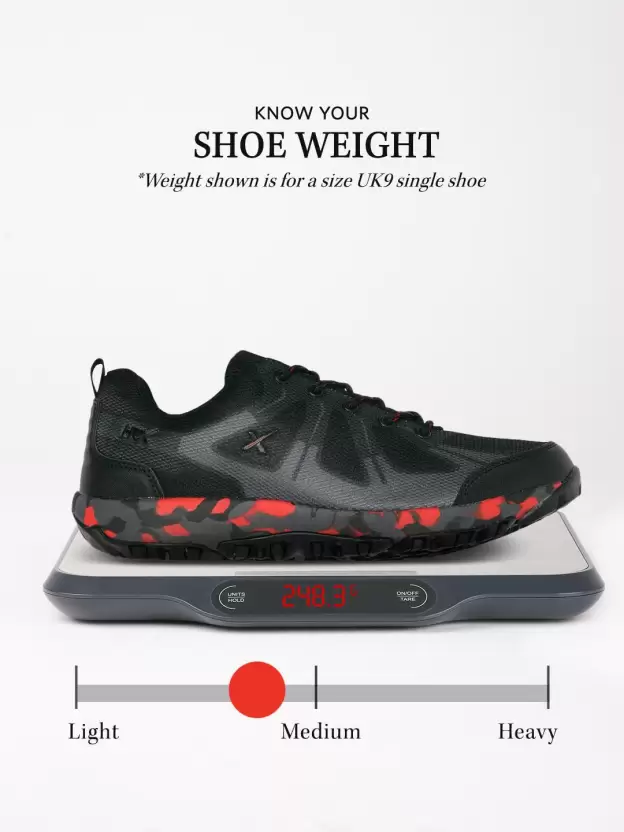 KNOW YOUR
SHOE WEIGHT
*Weight shown is for a size UK9 single shoe
X
UNITS
HOLD
248.3
ON/OFF
TARE
Light
Medium
Heavy